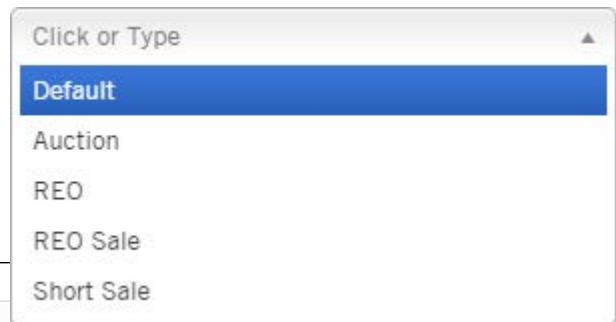 Click or Type
Default
Auction
REO
REO Sale
Short Sale